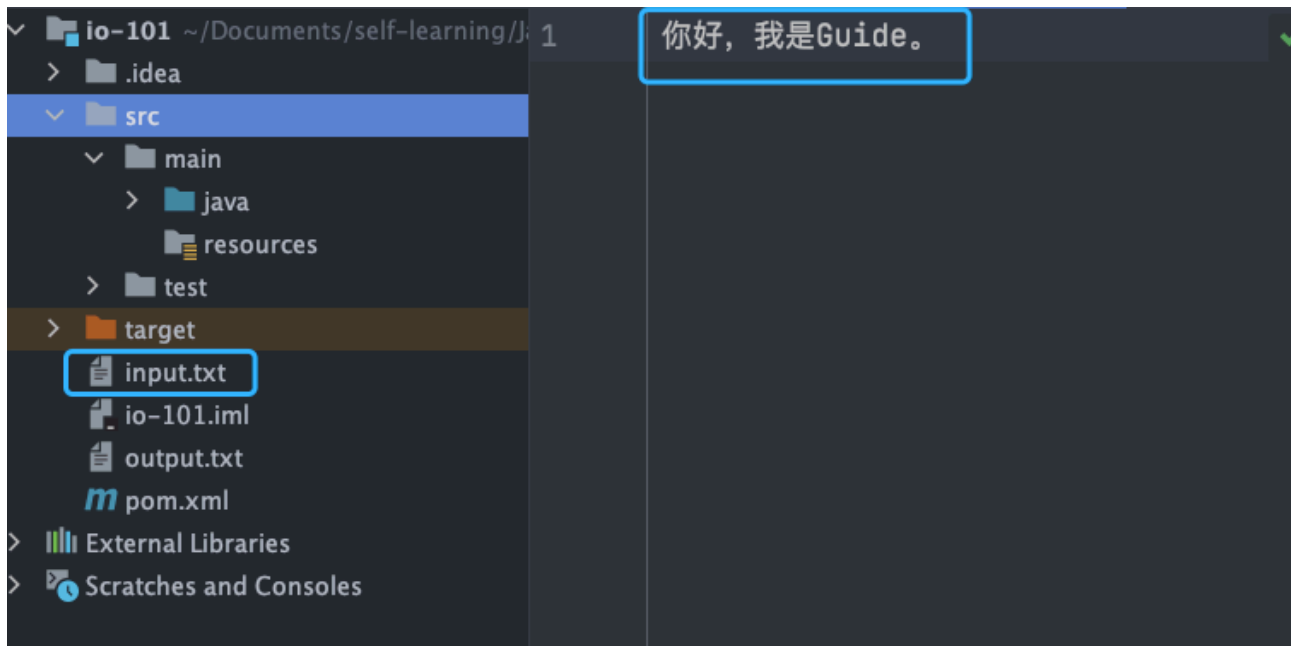 io-101 ~/Documents/self-learning/J
.idea
src
main
java
resources
test
target
input.txt
io-101.iml
output.txt
pom.xml
External Libraries
Scratches and Consoles
1
你好，我是Guide。